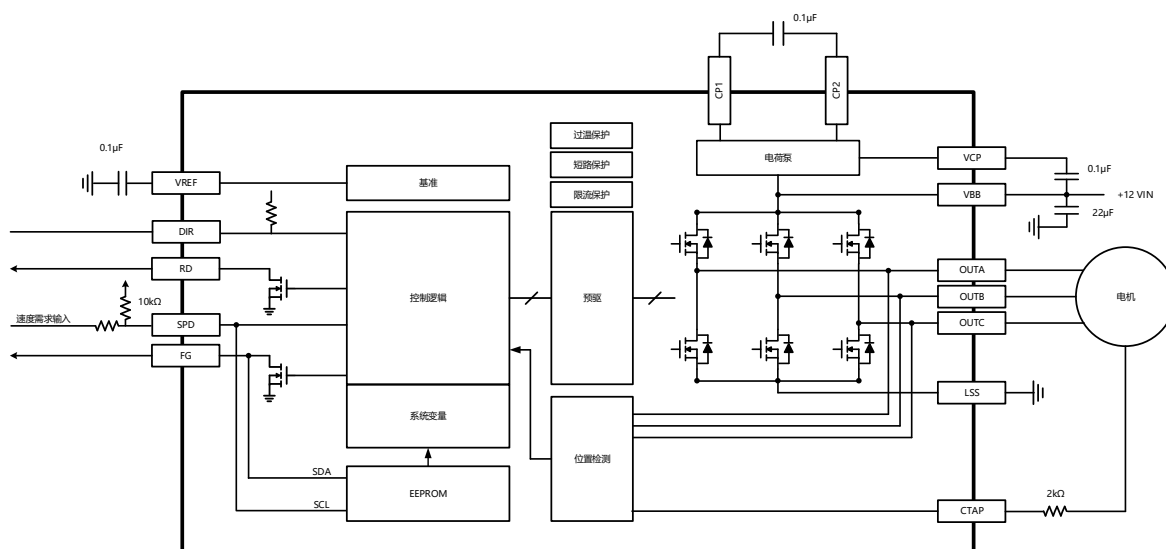 0.1μF
CP1
CP2
过温保护
0.1μF
短路保护
电荷泵
VCP
0.1μF
VREF
基准
限流保护
VBB
+12 VIN
22μF
DIR
RD
控制逻辑
预驱
OUTA
OUTB
OUTC
电机
10kΩ
速度需求输入
SPD
FG
LSS
系统变量
位置检测
SDA
EEPROM
SCL
2kΩ
CTAP